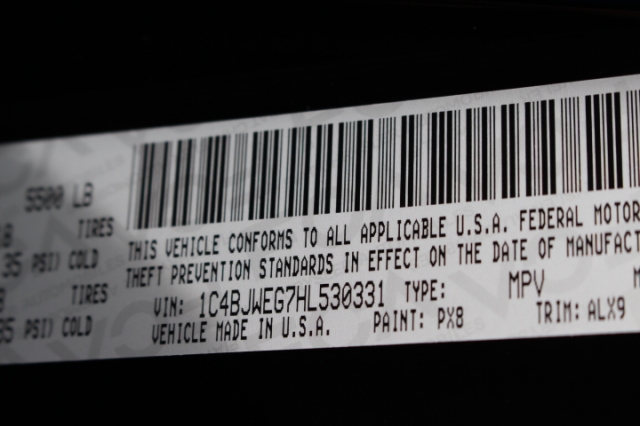 5500 LB
TIRES
35 PSI) COLD
TIRES
35 PSI) COLD
THIS VEHICLE CONFORMS TO ALL APPLICABLE U.S.A. FEDERAL MOTOR
THEFT PREVENTION STANDARDS IN EFFECT ON THE DATE OF MANUFACT
VIN: 1C4BJWEG7HL530331 TYPE: MPV
VEHICLE MADE IN U.S.A. PAINT: PX8 TRIM: ALX9